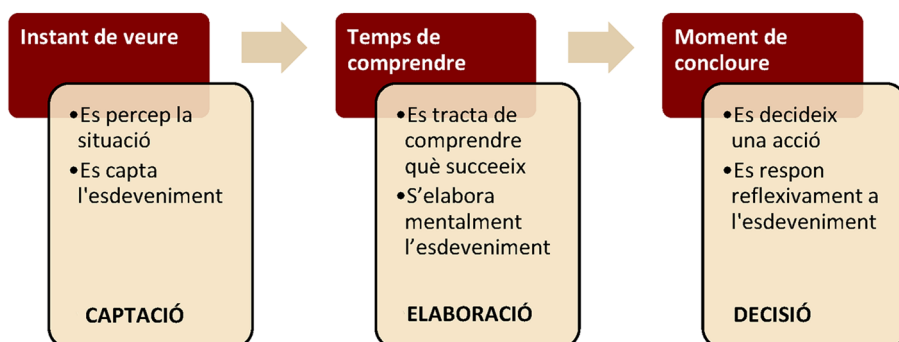 Instant de veure
•Es percep la
situació
•Es capta
l'esdeveniment
CAPTACIÓ
Temps de
comprendre
•Es tracta de
comprendre
què succeeix
•S’elabora
mentalment
l’esdeveniment
ELABORACIÓ
Moment de
concloure
•Es decideix
una acció
•Es respon
reflexivament a
l'esdeveniment
DECISIÓ